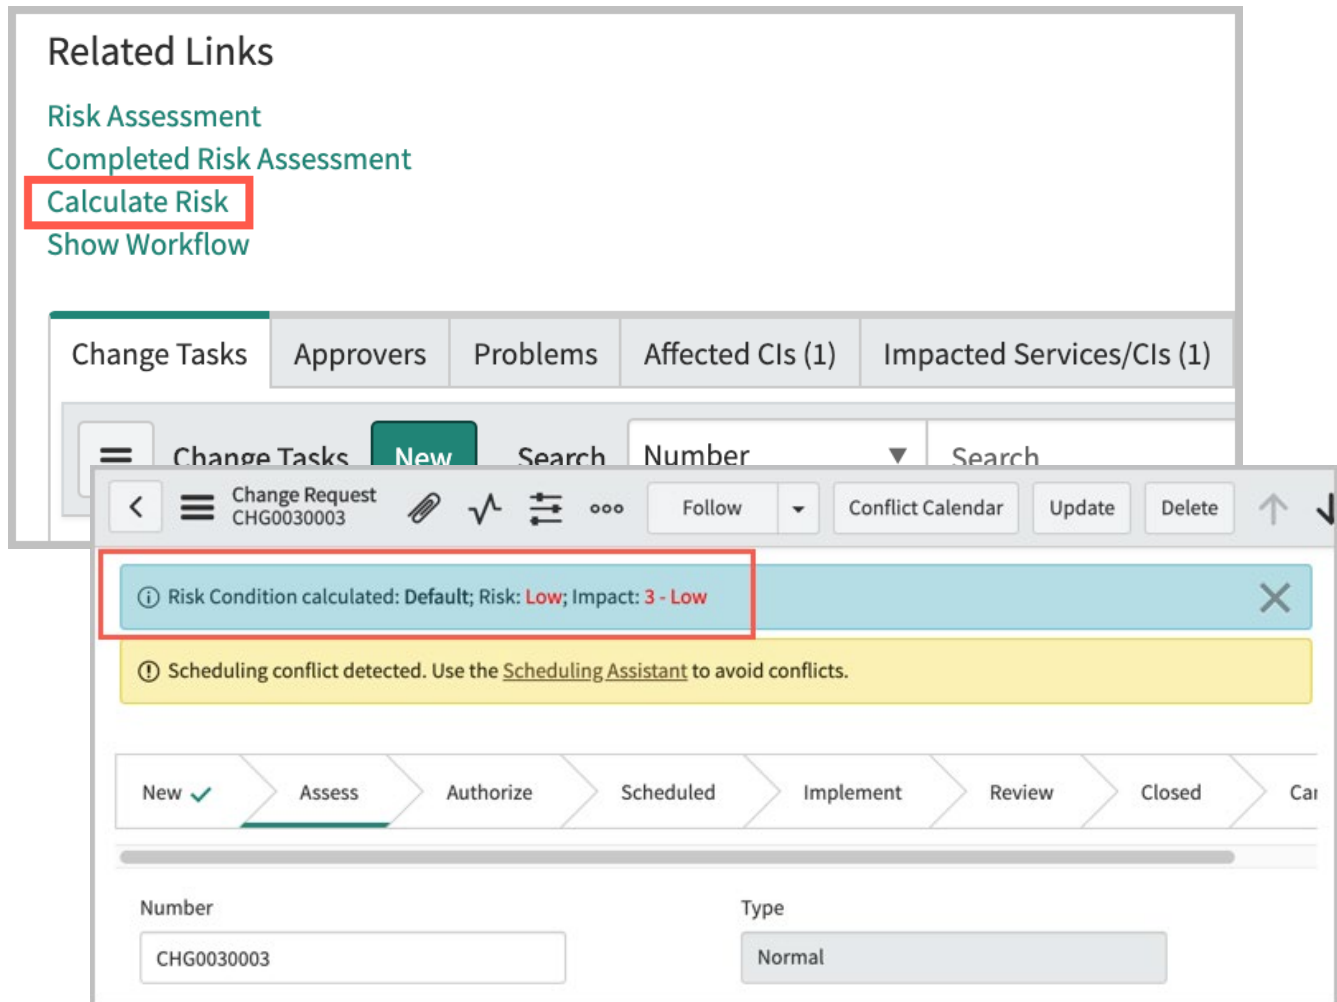 Related Links
Risk Assessment
Completed Risk Assessment
Calculate Risk
Show Workflow
Change Tasks Approvers Problems Affected CIs (1) Impacted Services/CIs (1)
Change Tasks New Search Number ▼ Search
Change Request
CHG0030003
Follow Conflict Calendar Update Delete
Risk Condition calculated: Default; Risk: Low; Impact: 3 - Low
Scheduling conflict detected. Use the Scheduling Assistant to avoid conflicts.
New Assess Authorize Scheduled Implement Review Closed
Number Type
CHG0030003 Normal